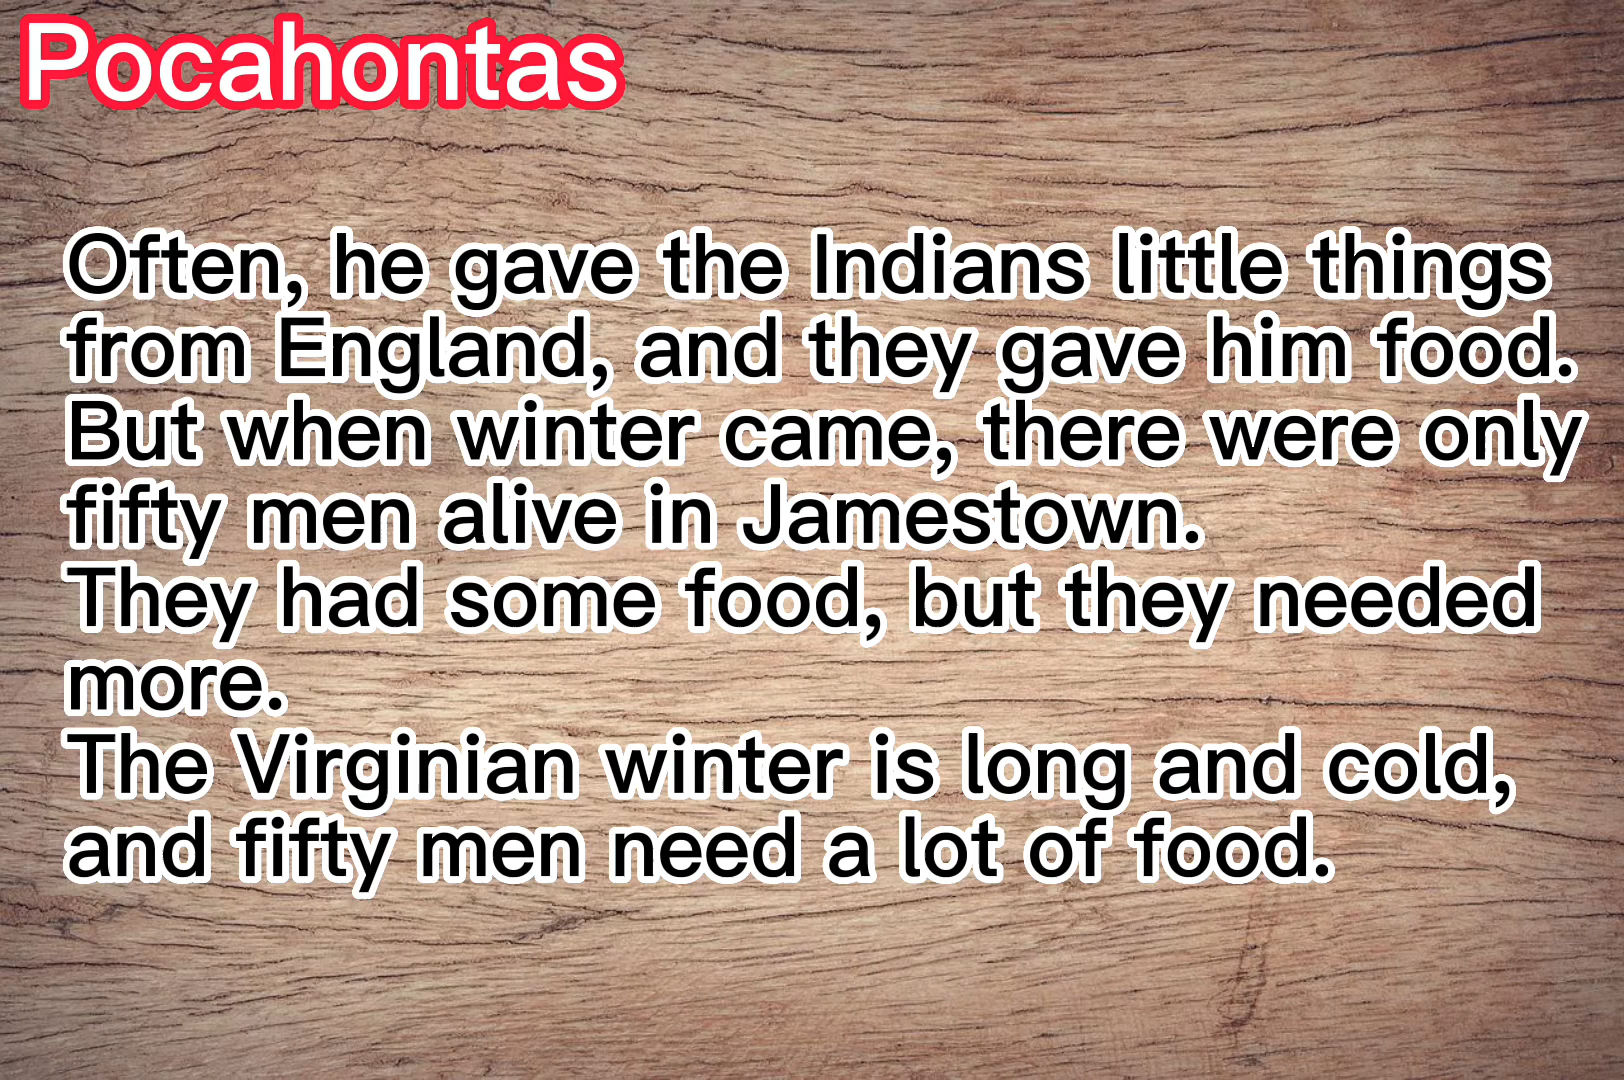 Pocahontas
Often, he gave the Indians little things
from England, and they gave him food.
But when winter came, there were only
fifty men alive in Jamestown.
They had some food, but they needed
more.
The Virginian winter is long and cold,
and fifty men need a lot of food.